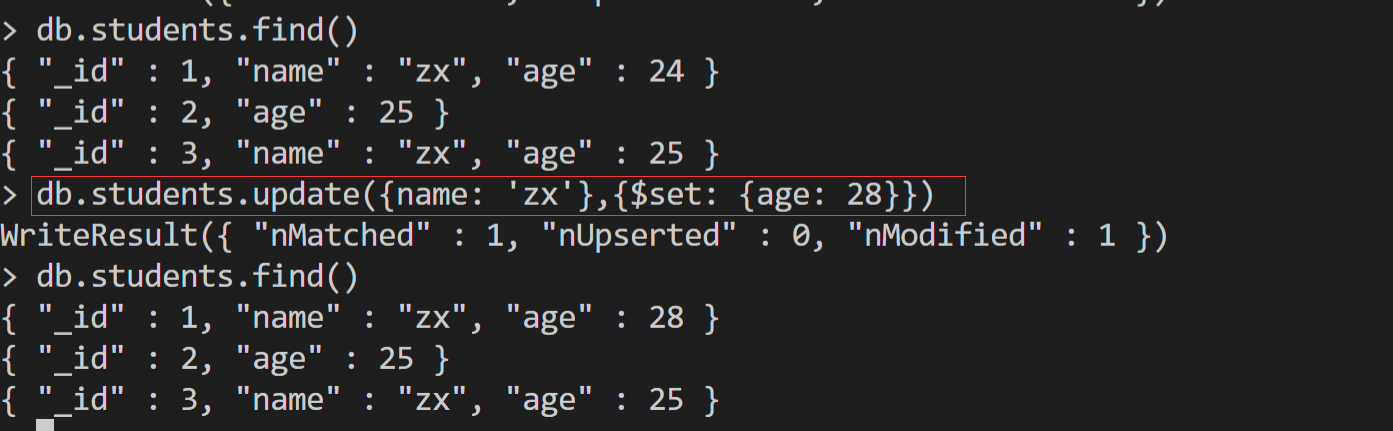 > db.students.find()
{ "_id" : 1, "name" : "zx", "age" : 24 }
{ "_id" : 2, "age" : 25 }
{ "_id" : 3, "name" : "zx", "age" : 25 }
> db.students.update({name: 'zx'},{$set: {age: 28}})
WriteResult({ "nMatched" : 1, "nUpserted" : 0, "nModified" : 1 })
> db.students.find()
{ "_id" : 1, "name" : "zx", "age" : 28 }
{ "_id" : 2, "age" : 25 }
{ "_id" : 3, "name" : "zx", "age" : 25 }